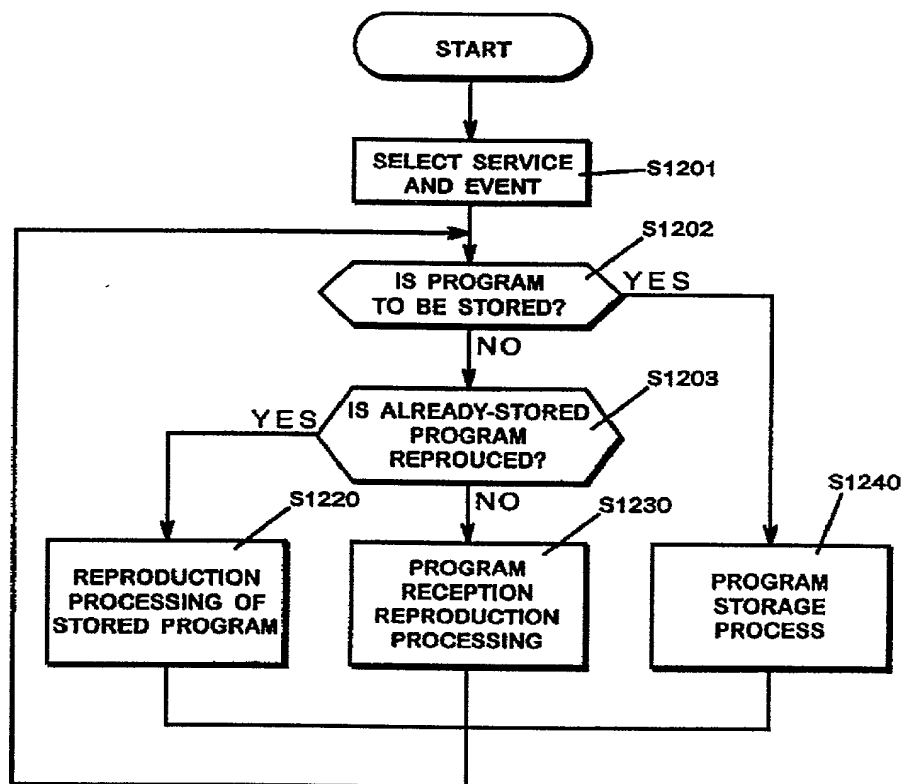 START
SELECT SERVICE
AND EVENT
S1201
S1202
IS PROGRAM
TO BE STORED?
YES
NO
S1203
YES
IS ALREADY-STORED
PROGRAM
REPROUCED?
NO
S1220
S1230
S1240
REPRODUCTION
PROCESSING OF
STORED PROGRAM
PROGRAM
RECEPTION
REPRODUCTION
PROCESSING
PROGRAM
STORAGE
PROCESS